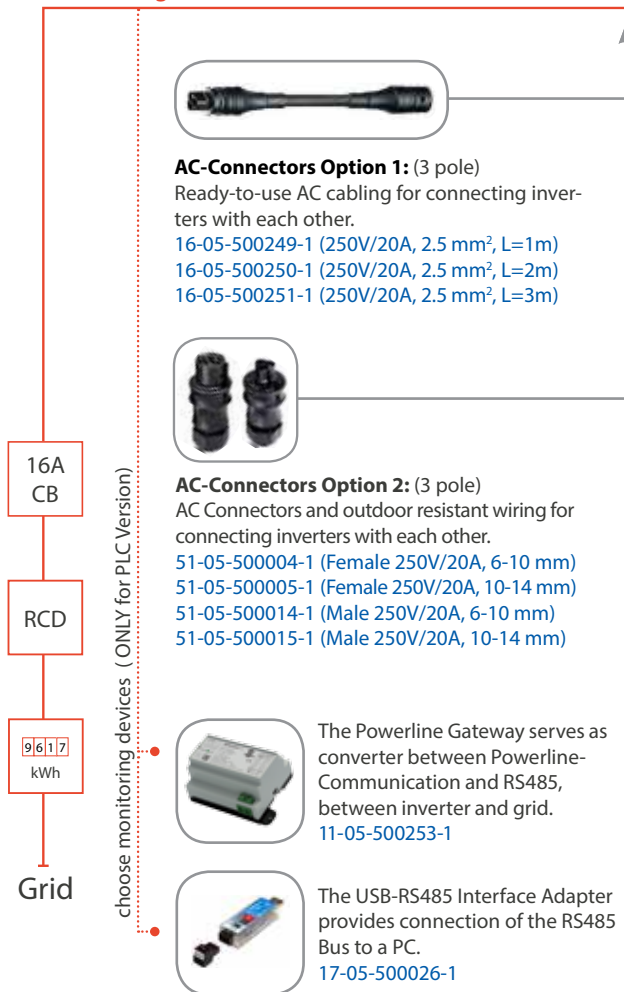 AC-Connectors Option 1: (3 pole)
Ready-to-use AC cabling for connecting inver-
ters with each other.
16-05-500249-1 (250V/20A, 2.5 mm², L=1m)
16-05-500250-1 (250V/20A, 2.5 mm², L=2m)
16-05-500251-1 (250V/20A, 2.5 mm², L=3m)
16A
CB
RCD
9617
kWh
Grid
choose monitoring devices ( ONLY for PLC Version)
AC-Connectors Option 2: (3 pole)
AC Connectors and outdoor resistant wiring for
connecting inverters with each other.
51-05-500004-1 (Female 250V/20A, 6-10 mm)
51-05-500005-1 (Female 250V/20A, 10-14 mm)
51-05-500014-1 (Male 250V/20A, 6-10 mm)
51-05-500015-1 (Male 250V/20A, 10-14 mm)
The Powerline Gateway serves as
converter between Powerline-
Communication and RS485,
between inverter and grid.
11-05-500253-1
The USB-RS485 Interface Adapter
provides connection of the RS485
Bus to a PC.
17-05-500026-1